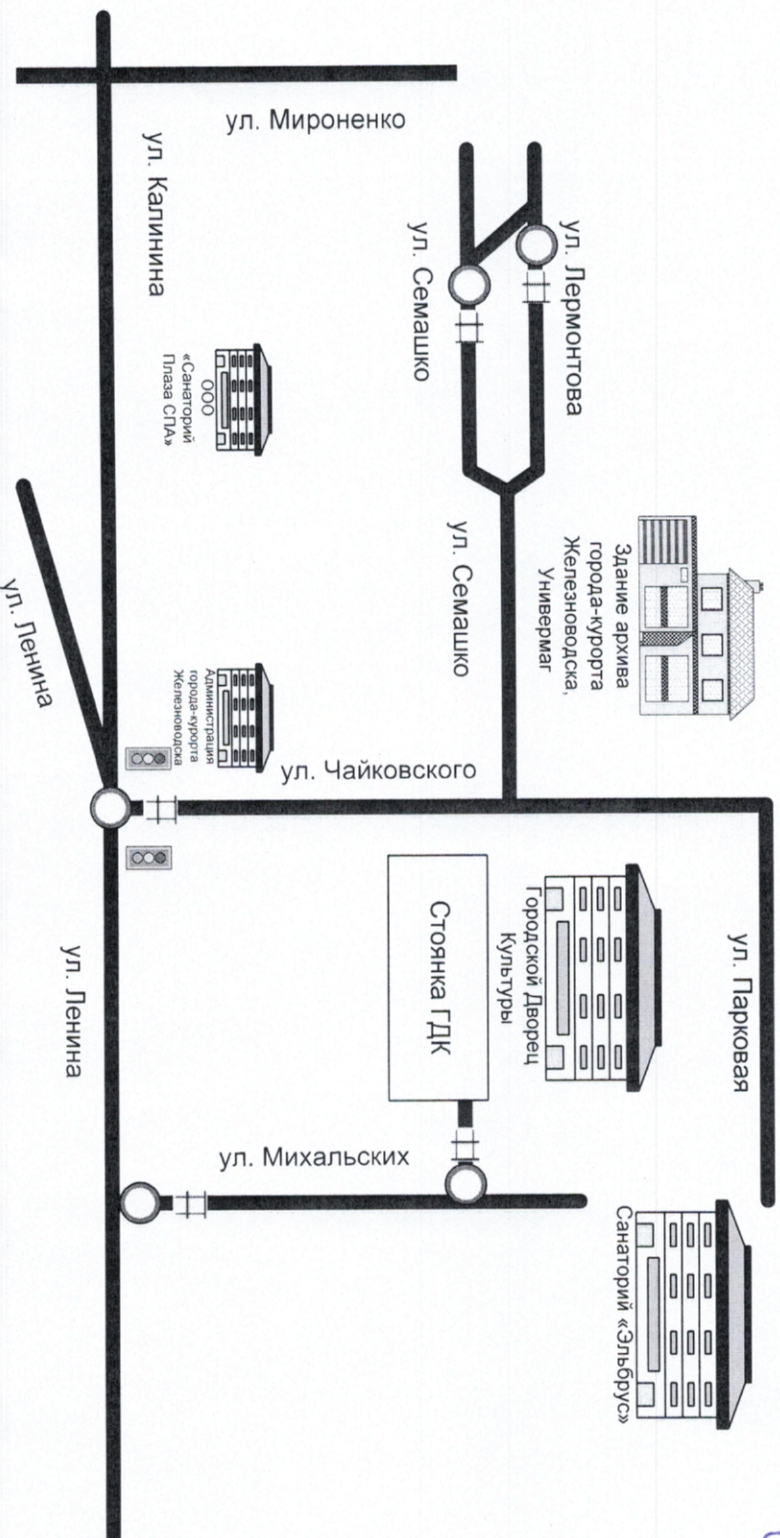 ул. Мироненко
ул. Калинина
ул. Семашко
ул. Лермонтова
«Санаторий
Плаза СПА»
ООО
Здание архива
города-курорта
Железноводска,
Универмаг
ул. Семашко
ул. Ленина
Администрация
города-курорта
Железноводска
ул. Чайковского
Стоянка ГДК
Городской Дворец
Культуры
ул. Парковая
ул. Ленина
ул. Михальских
Санаторий «Эльбрус»